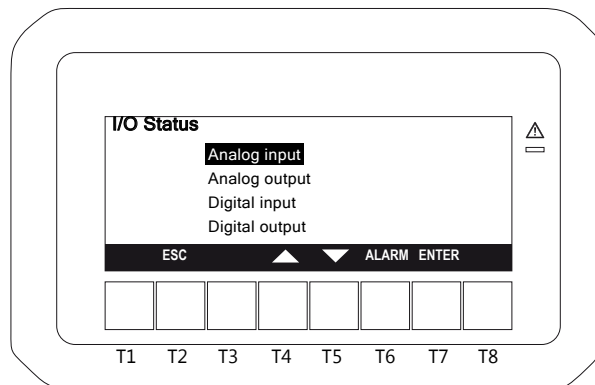 I/O Status
Analog input
Analog output
Digital input
Digital output
ESC ALARM ENTER
T1 T2 T3 T4 T5 T6 T7 T8